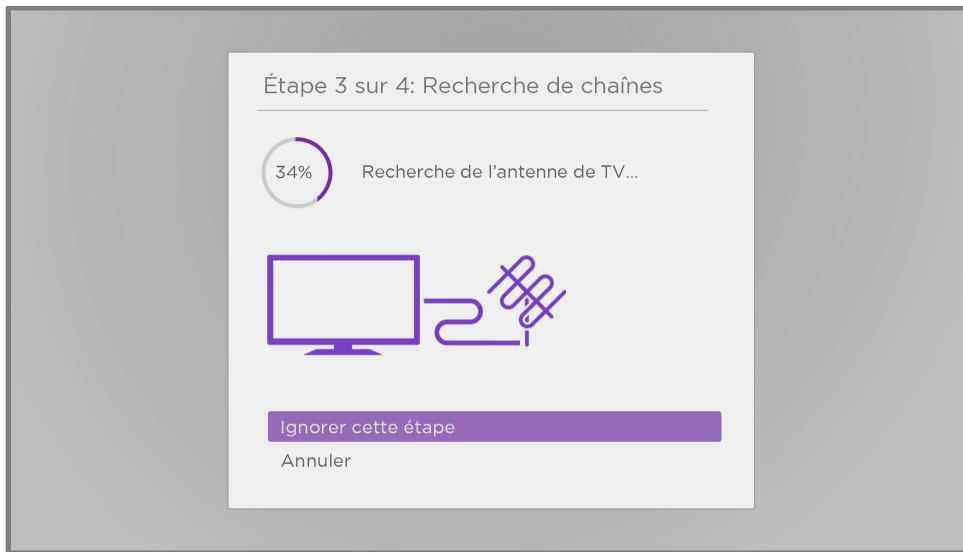 Étape 3 sur 4: Recherche de chaînes
34%
Recherche de l'antenne de TV...
Ignorer cette étape
Annuler